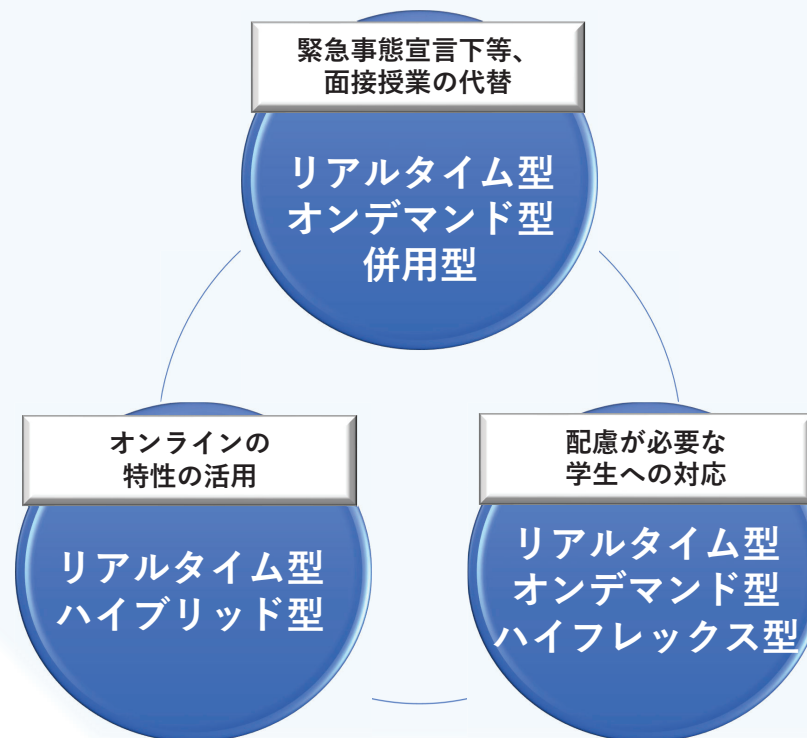 緊急事態宣言下等、
面接授業の代替
リアルタイム型
オンデマンド型
併用型
オンラインの
特性の活用
リアルタイム型
ハイブリッド型
配慮が必要な
学生への対応
リアルタイム型
オンデマンド型
ハイフレックス型